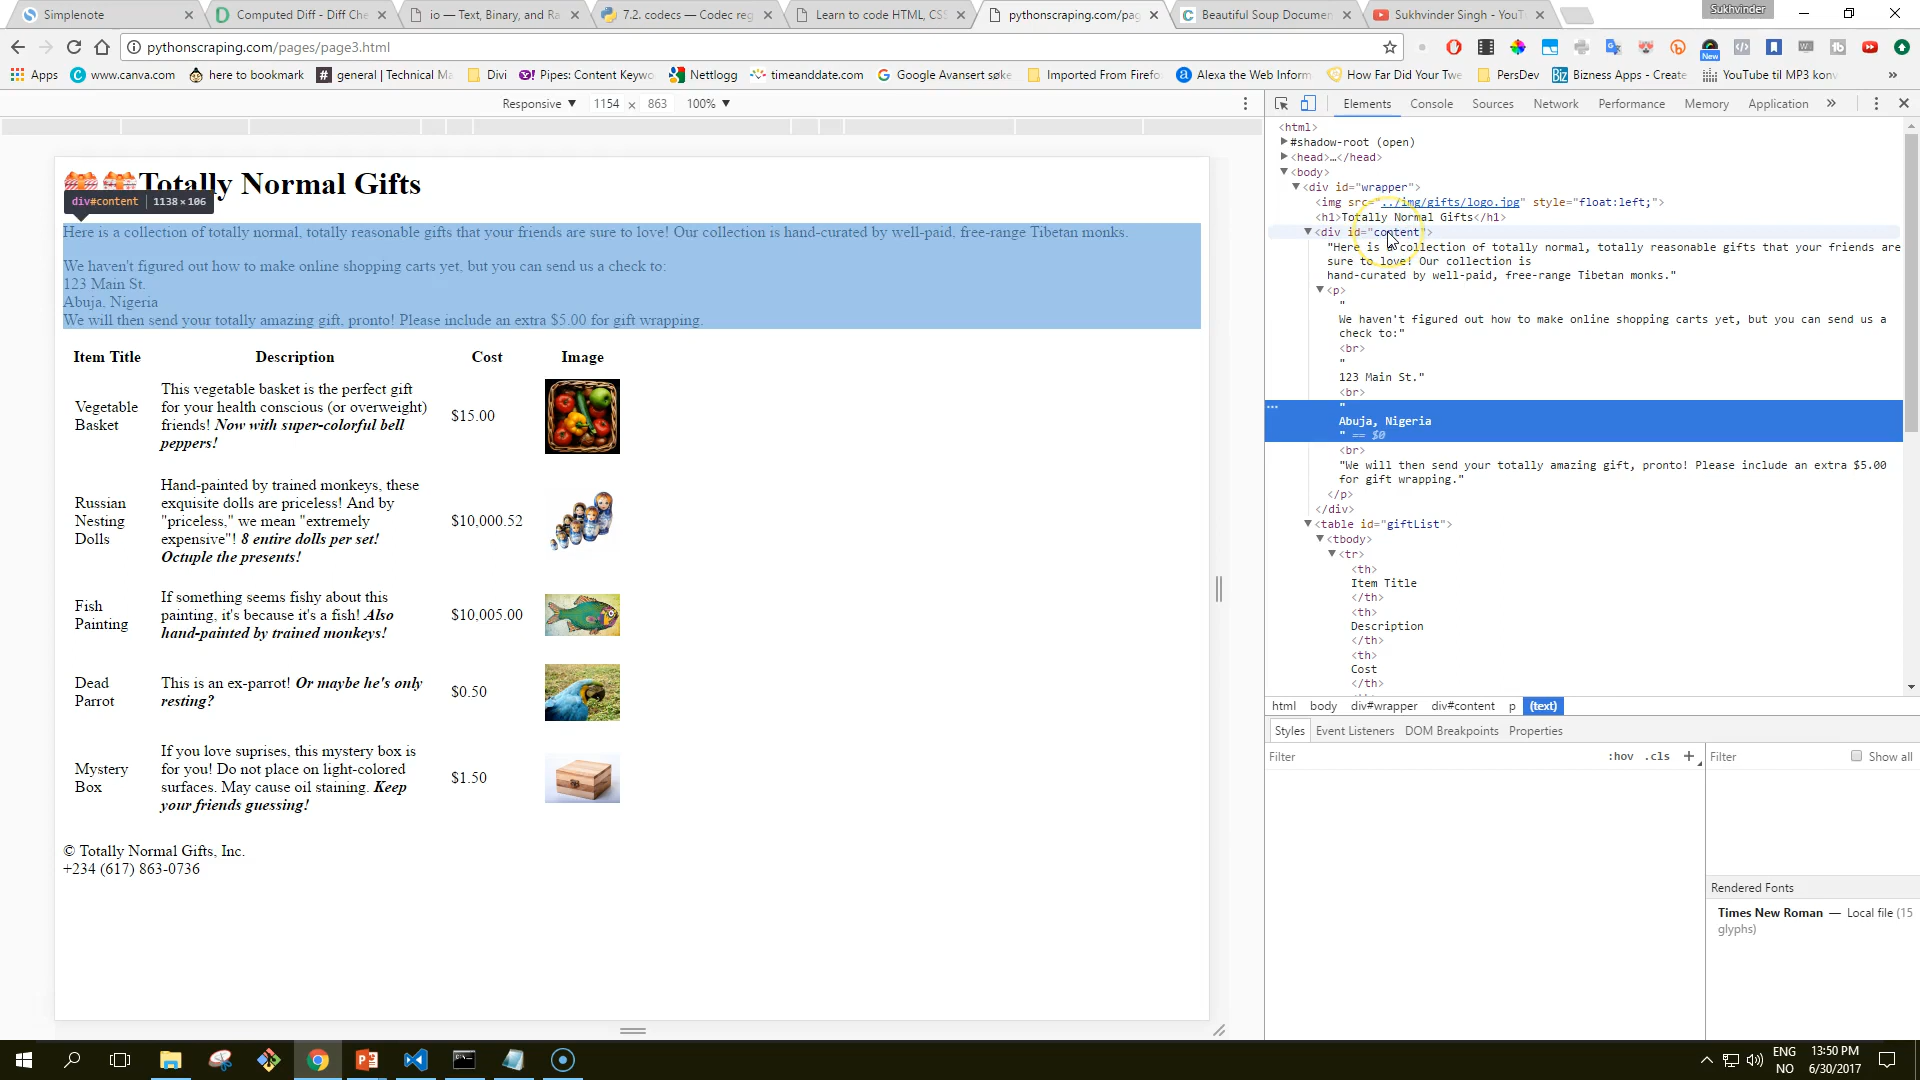 Simplenote
Computed Diff - Diff Che
io — Text, Binary, and Ra
7.2. codecs — Codec reg
Learn to code HTML, CSS
pythonscraping.com/pag
Beautiful Soup Documen
Sukhvinder Singh - YouT
Sukhvinder
pythonscraping.com/pages/page3.html
New
Apps
www.canva.com
here to bookmark
general | Technical Ma
Divi
Pipes: Content Keywo
Nettlogg
timeanddate.com
Google Avansert søke
Imported From Firefo
Alexa the Web Inform
How Far Did Your Twe
PersDev
Bizness Apps - Create
YouTube til MP3 konv
»
Responsive ▼ 1154 × 863 100% ▼
Elements Console Sources Network Performance Memory Application »
Totally Normal Gifts
div#content | 1138 × 106
Here is a collection of totally normal, totally reasonable gifts that your friends are sure to love! Our collection is hand-curated by well-paid, free-range Tibetan monks.
We haven't figured out how to make online shopping carts yet, but you can send us a check to:
123 Main St.
Abuja, Nigeria
We will then send your totally amazing gift, pronto! Please include an extra $5.00 for gift wrapping.
Item Title Description Cost Image
Vegetable
Basket
This vegetable basket is the perfect gift
for your health conscious (or overweight)
friends! Now with super-colorful bell
peppers!
$15.00
Russian
Nesting
Dolls
Hand-painted by trained monkeys, these
exquisite dolls are priceless! And by
"priceless," we mean "extremely
expensive"! 8 entire dolls per set!
Octuple the presents!
$10,000.52
Fish
Painting
If something seems fishy about this
painting, it's because it's a fish! Also
hand-painted by trained monkeys!
$10,005.00
Dead
Parrot
This is an ex-parrot! Or maybe he's only
resting?
$0.50
Mystery
Box
If you love suprises, this mystery box is
for you! Do not place on light-colored
surfaces. May cause oil staining. Keep
your friends guessing!
$1.50
© Totally Normal Gifts, Inc.
+234 (617) 863-0736
<html>
▶#shadow-root (open)
▶<head>…</head>
▼<body>
▼<div id="wrapper">
<img src="../img/gifts/logo.jpg" style="float:left;">
<h1>Totally Normal Gifts</h1>
▼<div id="content">
"Here is a collection of totally normal, totally reasonable gifts that your friends are
sure to love! Our collection is
hand-curated by well-paid, free-range Tibetan monks."
▼<p>
"
We haven't figured out how to make online shopping carts yet, but you can send us a
check to:"
<br>
"
123 Main St."
<br>
"
Abuja, Nigeria
" == $0
<br>
"We will then send your totally amazing gift, pronto! Please include an extra $5.00
for gift wrapping."
</p>
</div>
▼<table id="giftList">
▼<tbody>
▼<tr>
<th>
Item Title
</th>
<th>
Description
</th>
<th>
Cost
</th>
html body div#wrapper div#content p (text)
Styles Event Listeners DOM Breakpoints Properties
Filter :hov .cls +
Filter Show all
Rendered Fonts
Times New Roman — Local file (15
glyphs)
ENG
NO
13:50 PM
6/30/2017